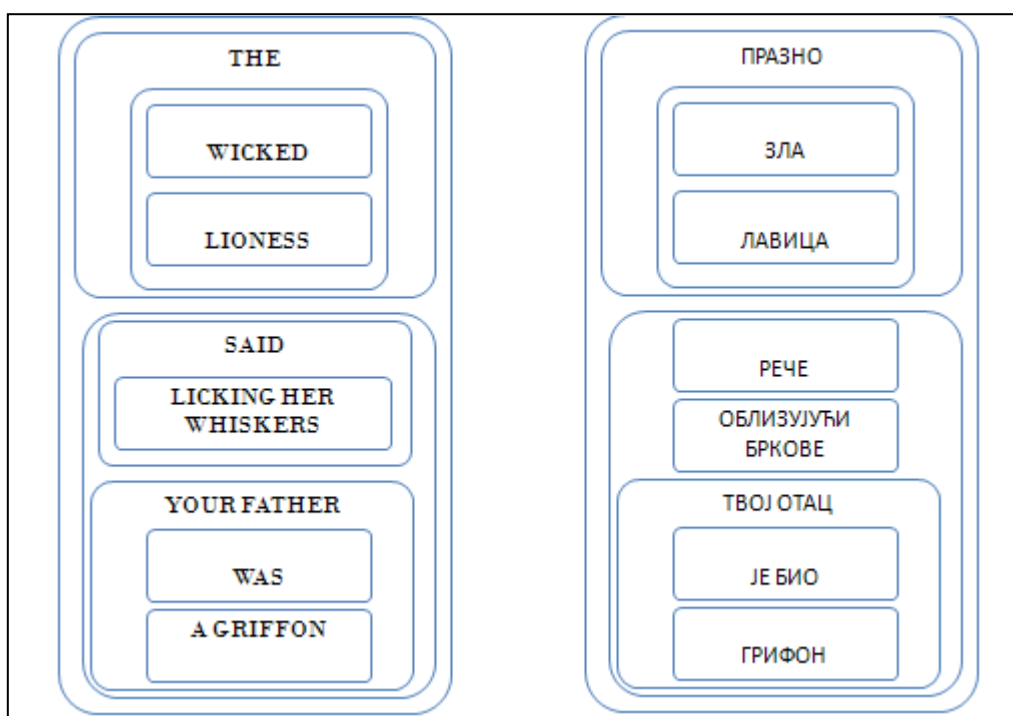 THE
WICKED
LIONESS
SAID
LICKING HER
WHISKERS
YOUR FATHER
WAS
A GRIFFON
ПРАЗНО
ЗЛА
ЛАВИЦА
РЕЧЕ
ОБЛИЗУЈУЋИ
БРКОВЕ
ТВОЈ ОТАЦ
ЈЕ БИО
ГРИФОН